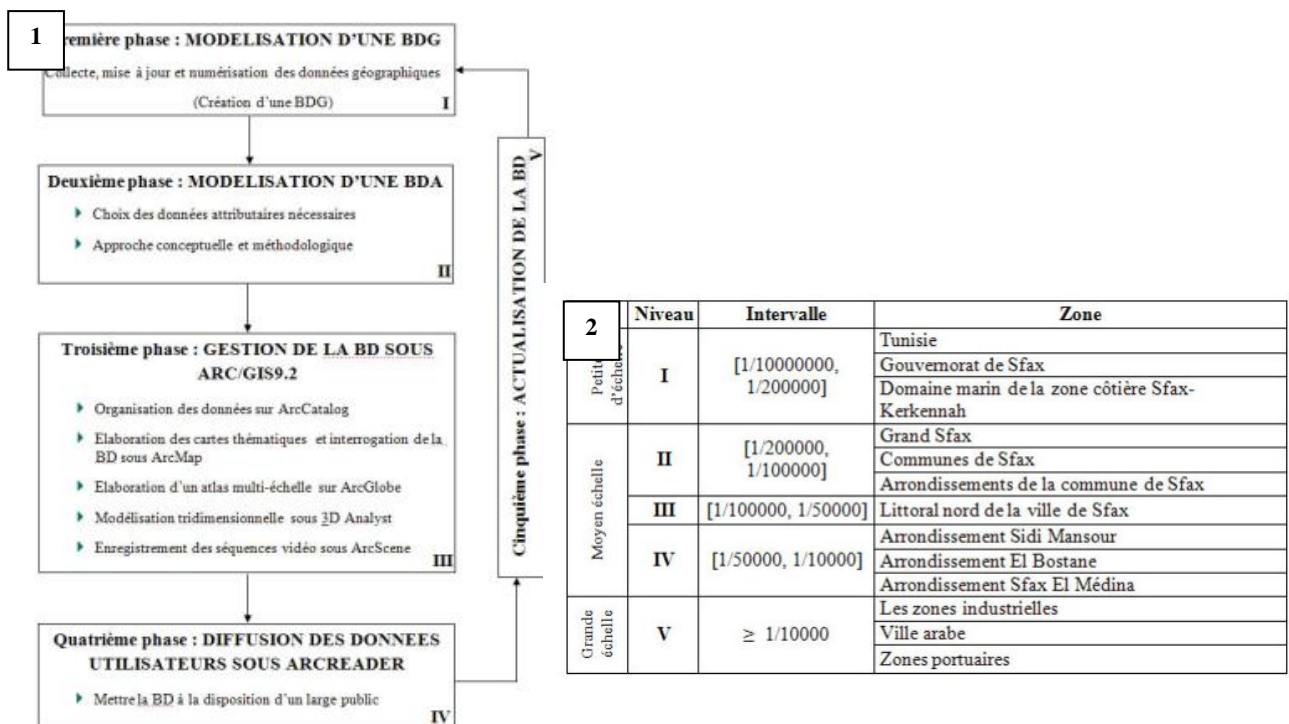 1
remière phase : MODELISATION D'UNE BDG
Collecte, mise à jour et numérisation des données géographiques
(Création d'une BDG)
I
Deuxième phase : MODELISATION D'UNE BDA
Choix des données attributaires nécessaires
Approche conceptuelle et méthodologique
II
Troisième phase : GESTION DE LA BD SOUS
ARC/GIS9.2
Organisation des données sur ArcCatalog
Elaboration des cartes thématiques et interrogation de la
BD sous ArcMap
Elaboration d'un atlas multi-échelle sur ArcGlobe
Modélisation tridimensionnelle sous 3D Analyst
Enregistrement des séquences vidéo sous ArcScene
III
Quatrième phase : DIFFUSION DES DONNEES
UTILISATEURS SOUS ARCREADER
Mettre la BD à la disposition d'un large public
IV
Cinquième phase : ACTUALISATION DE LA BD
V
2
Niveau Intervalle Zone
Petite
d'échelle
I
[1/10000000,
1/200000]
Tunisie
Gouvernorat de Sfax
Domaine marin de la zone côtière Sfax-
Kerkennah
Moyen échelle
II
[1/200000,
1/100000]
Grand Sfax
Communes de Sfax
Arrondissements de la commune de Sfax
III [1/100000, 1/50000] Littoral nord de la ville de Sfax
IV [1/50000, 1/10000]
Arrondissement Sidi Mansour
Arrondissement El Bostane
Arrondissement Sfax El Médina
Grande
échelle
V ≥ 1/10000
Les zones industrielles
Ville arabe
Zones portuaires